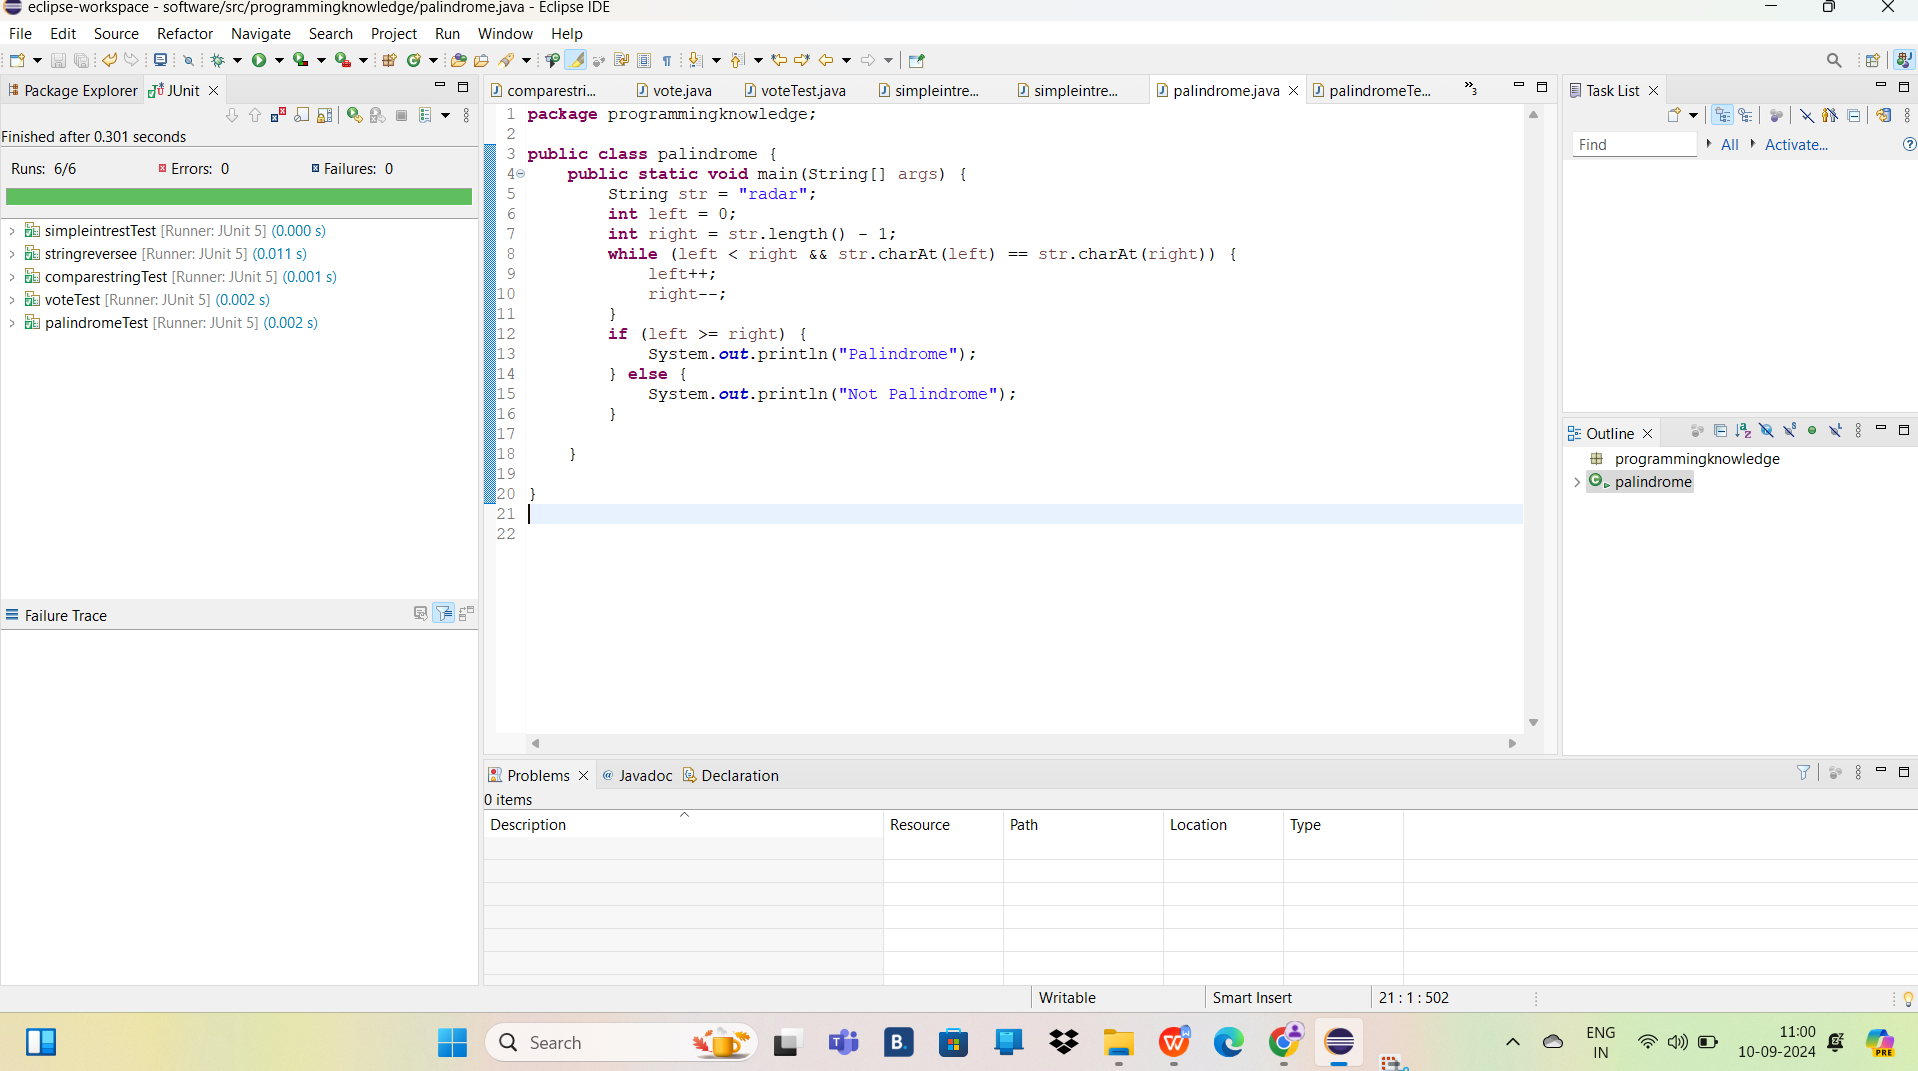 eclipse-workspace - software/src/programmingknowledge/palindrome.java - Eclipse IDE
File Edit Source Refactor Navigate Search Project Run Window Help
Package Explorer JUnit
Finished after 0.301 seconds
Runs: 6/6 Errors: 0 Failures: 0
simpleintrestTest [Runner: JUnit 5] (0.000 s)
stringreversee [Runner: JUnit 5] (0.011 s)
comparestringTest [Runner: JUnit 5] (0.001 s)
voteTest [Runner: JUnit 5] (0.002 s)
palindromeTest [Runner: JUnit 5] (0.002 s)
Failure Trace
comparestri... vote.java voteTest.java simpleintre... simpleintre... palindrome.java palindromeTe... »3
1 package programmingknowledge;
2
3 public class palindrome {
4 public static void main(String[] args) {
5 String str = "radar";
6 int left = 0;
7 int right = str.length() - 1;
8 while (left < right && str.charAt(left) == str.charAt(right)) {
9 left++;
10 right--;
11 }
12 if (left >= right) {
13 System.out.println("Palindrome");
14 } else {
15 System.out.println("Not Palindrome");
16 }
17
18 }
19
20 }
21
22
Task List
Find All Activate...
Outline
programmingknowledge
palindrome
Problems @ Javadoc Declaration
0 items
Description Resource Path Location Type
Writable Smart Insert 21 : 1 : 502
Search
ENG
IN
11:00
10-09-2024
PRE